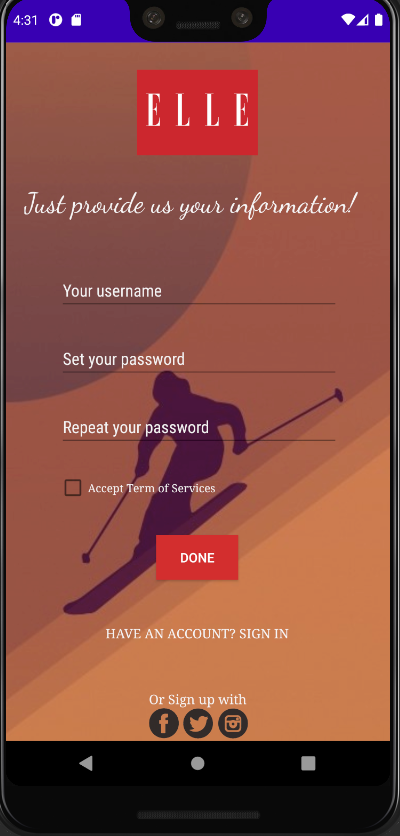 4:31
ELLE
Just provide us your information!
Your username
Set your password
Repeat your password
Accept Term of Services
DONE
HAVE AN ACCOUNT? SIGN IN
Or Sign up with